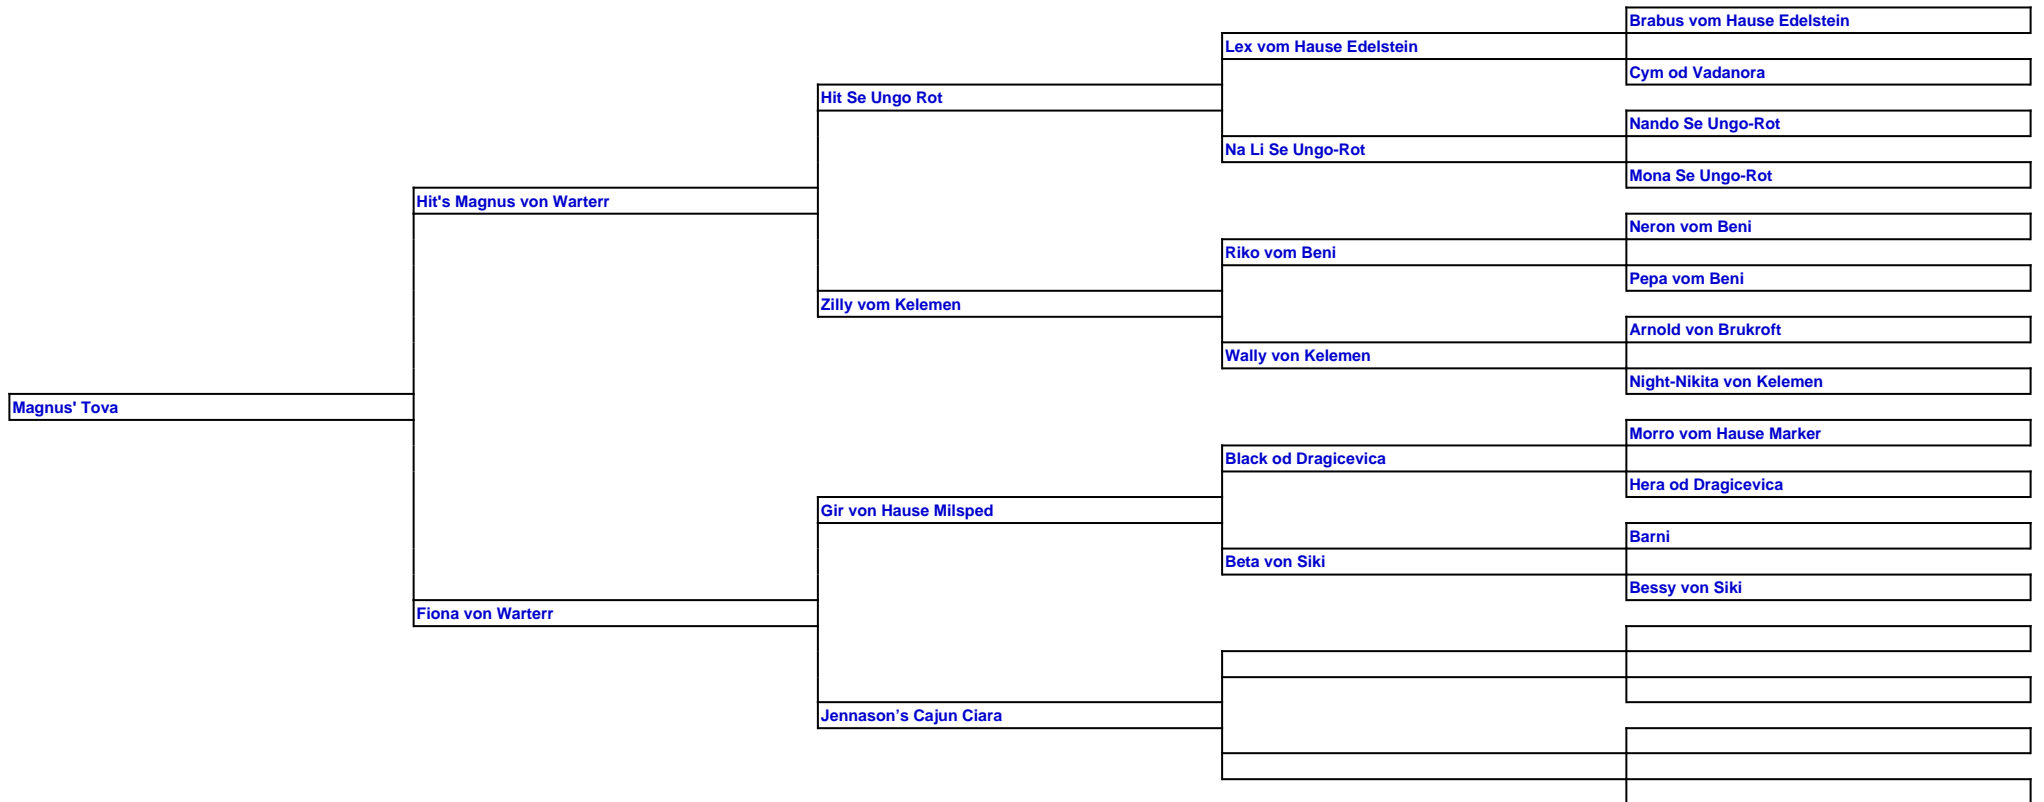 Brabus vom Hause Edelstein
Lex vom Hause Edelstein
Cym od Vadanora
Hit Se Ungo Rot
Nando Se Ungo-Rot
Na Li Se Ungo-Rot
Mona Se Ungo-Rot
Hit's Magnus von Warterr
Neron vom Beni
Riko vom Beni
Pepa vom Beni
Zilly vom Kelemen
Arnold von Brukroft
Wally von Kelemen
Night-Nikita von Kelemen
Magnus' Tova
Morro vom Hause Marker
Black od Dragicevica
Hera od Dragicevica
Gir von Hause Milsped
Barni
Beta von Siki
Bessy von Siki
Fiona von Warterr
Jennason’s Cajun Ciara